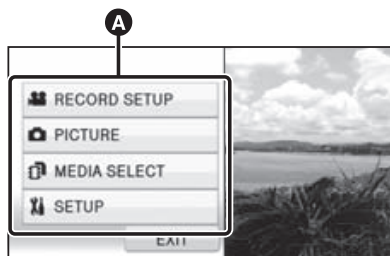 A
RECORD SETUP
PICTURE
MEDIA SELECT
SETUP
EXIT